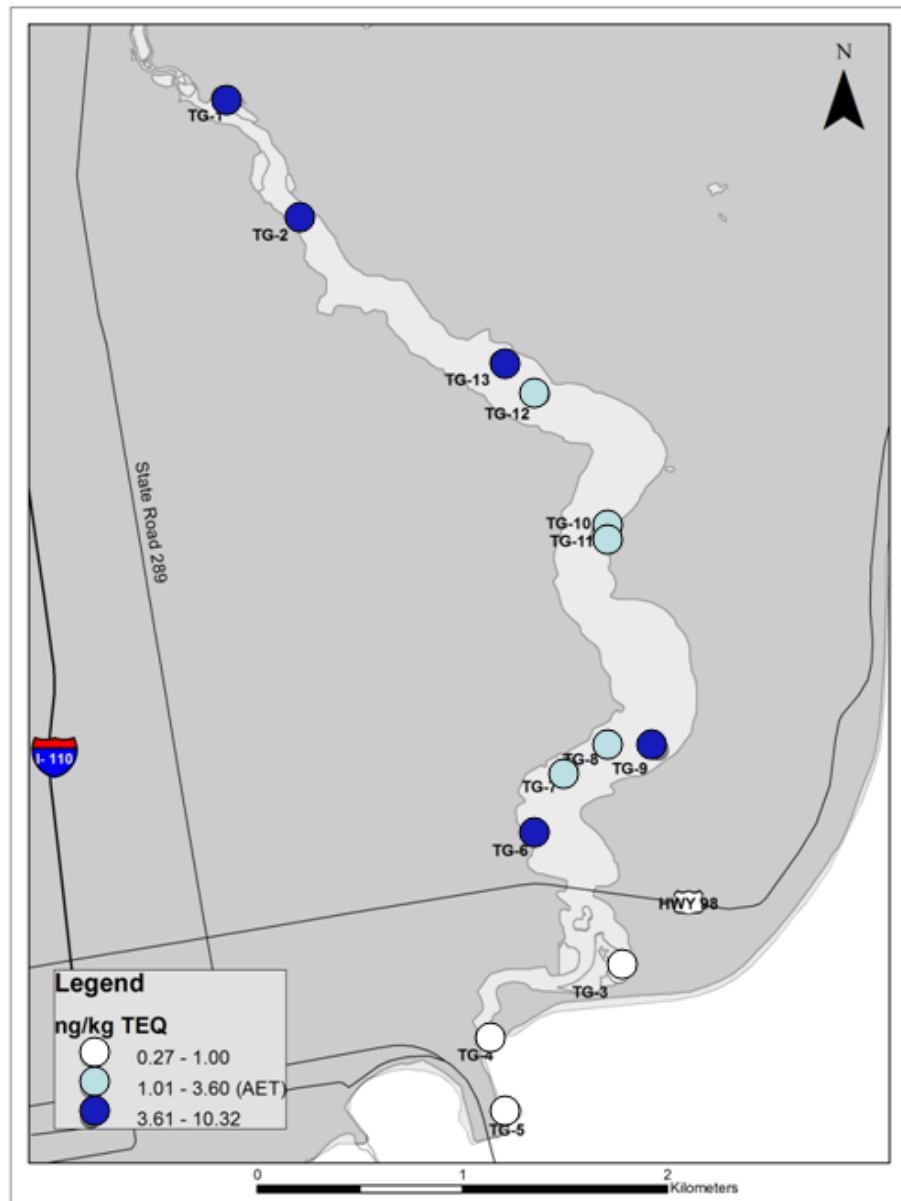 N
TG-1
TG-2
TG-13
TG-12
State Road 289
TG-10
TG-11
I- 110
TG-8
TG-9
TG-7
TG-6
HWY 98
TG-3
Legend
ng/kg TEQ
0.27 - 1.00
1.01 - 3.60 (AET)
3.61 - 10.32
TG-4
TG-5
0 1 2
Kilometers